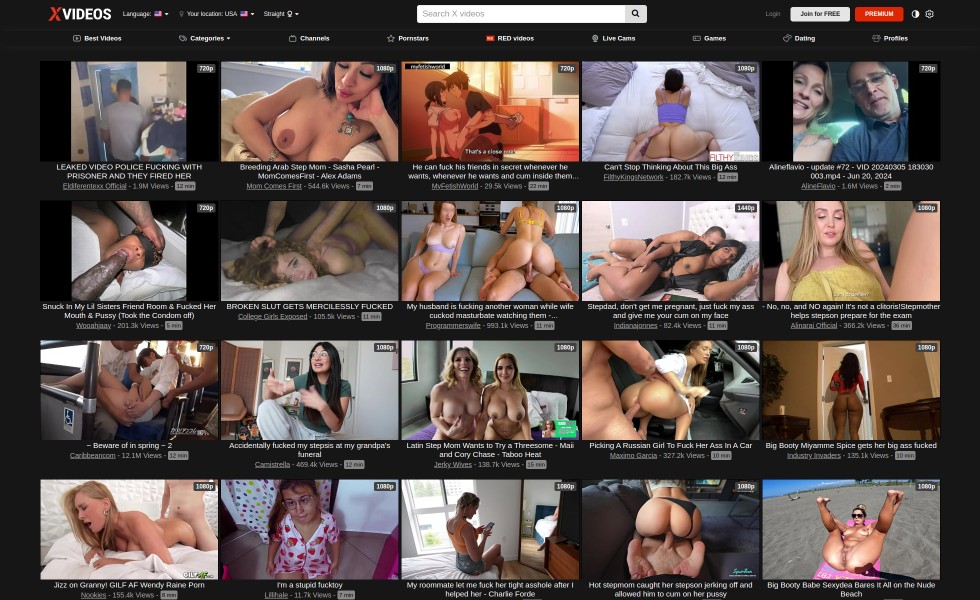 XVIDEOS
Language:
Your location: USA
Straight
Search X videos
Login
Join for FREE
PREMIUM
Best Videos
Categories
Channels
Pornstars
RED videos
Live Cams
Games
Dating
Profiles
720p
1080p
myfetishworld
720p
That's a close one.
1080p
720p
LEAKED VIDEO POLICE FUCKING WITH
PRISONER AND THEY FIRED HER
Eldiferentexx Official - 1.9M Views - 12 min
Breeding Arab Step Mom - Sasha Pearl -
MomComesFirst - Alex Adams
Mom Comes First - 544.6k Views - 7 min
He can fuck his friends in secret whenever he
wants, whenever he wants and cum inside them...
MyFetishWorld - 29.5k Views - 22 min
Can't Stop Thinking About This Big Ass
FilthyKingsNetwork - 182.7k Views - 12 min
Alineflavio - update #72 - VID 20240305 183030
003.mp4 - Jun 20, 2024
AlineFlavio - 1.6M Views - 2 min
720p
1080p
1080p
1440p
1080p
Snuck In My Lil Sisters Friend Room & Fucked Her
Mouth & Pussy (Took the Condom off)
Wooahjayy - 201.3k Views - 5 min
BROKEN SLUT GETS MERCILESSLY FUCKED
College Girls Exposed - 105.5k Views - 11 min
My husband is fucking another woman while wife
cuckod masturbate watching them -...
Programmerswife - 993.1k Views - 11 min
Stepdad, don't get me pregnant, just fuck my ass
and give me your cum on my face
Indianajonnes - 82.4k Views - 11 min
- No, no, and NO again! It's not a clitoris!Stepmother
helps stepson prepare for the exam
Alinarai Official - 366.2k Views - 36 min
720p
1080p
1080p
1080p
1080p
~ Beware of in spring ~ 2
Caribbeancom - 12.1M Views - 12 min
Accidentally fucked my stepsis at my grandpa's
funeral
Camistrella - 469.4k Views - 12 min
Latin Step Mom Wants to Try a Threesome - Maii
and Cory Chase - Taboo Heat
Jerky Wives - 138.7k Views - 15 min
Picking A Russian Girl To Fuck Her Ass In A Car
Maximo Garcia - 327.2k Views - 10 min
Big Booty Miyamme Spice gets her big ass fucked
Industry Invaders - 135.1k Views - 10 min
1080p
1080p
1080p
1080p
1080p
Jizz on Granny! GILF AF Wendy Raine Porn
Nookies - 155.4k Views - 8 min
I'm a stupid fucktoy
Lillihale - 11.7k Views - 7 min
My roommate let me fuck her tight asshole after I
helped her - Charlie Forde
Hot stepmom caught her stepson jerking off and
allowed him to cum on her pussy
Big Booty Babe Sexydea Bares It All on the Nude
Beach